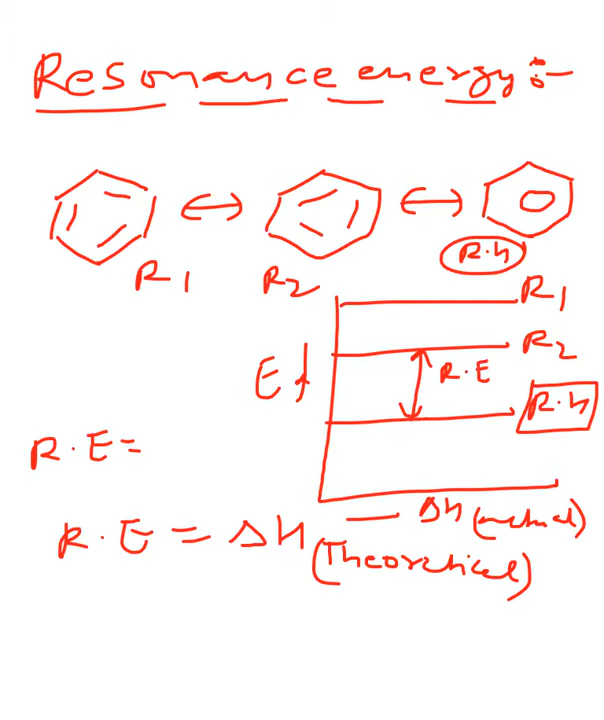 Resonance energy :-
R.H
R1 R2
R1
R2
E R.E
R.H
R.E =
R.E = ΔH (Theoretical) — ΔH (actual)